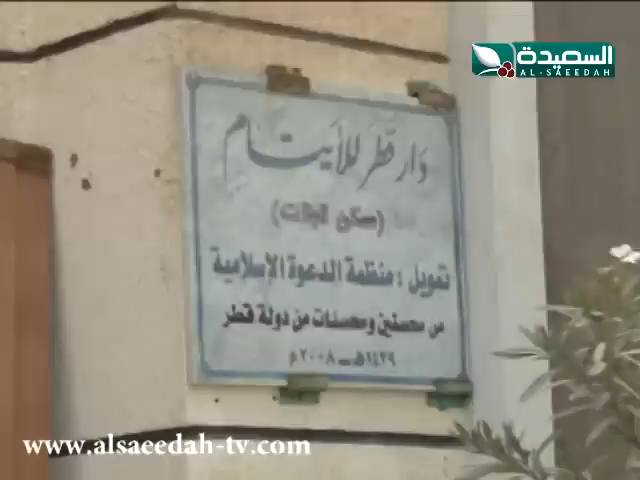 السعيدة
AL-SAEEDAH
دار قطر للأيتام
(سكن البنات)
تمويل : منظمة الدعوة الإسلامية
من محسنين ومحسنات من دولة قطر
١٤٢٩هـ - ٢٠٠٨م
www.alsaeedah-tv.com